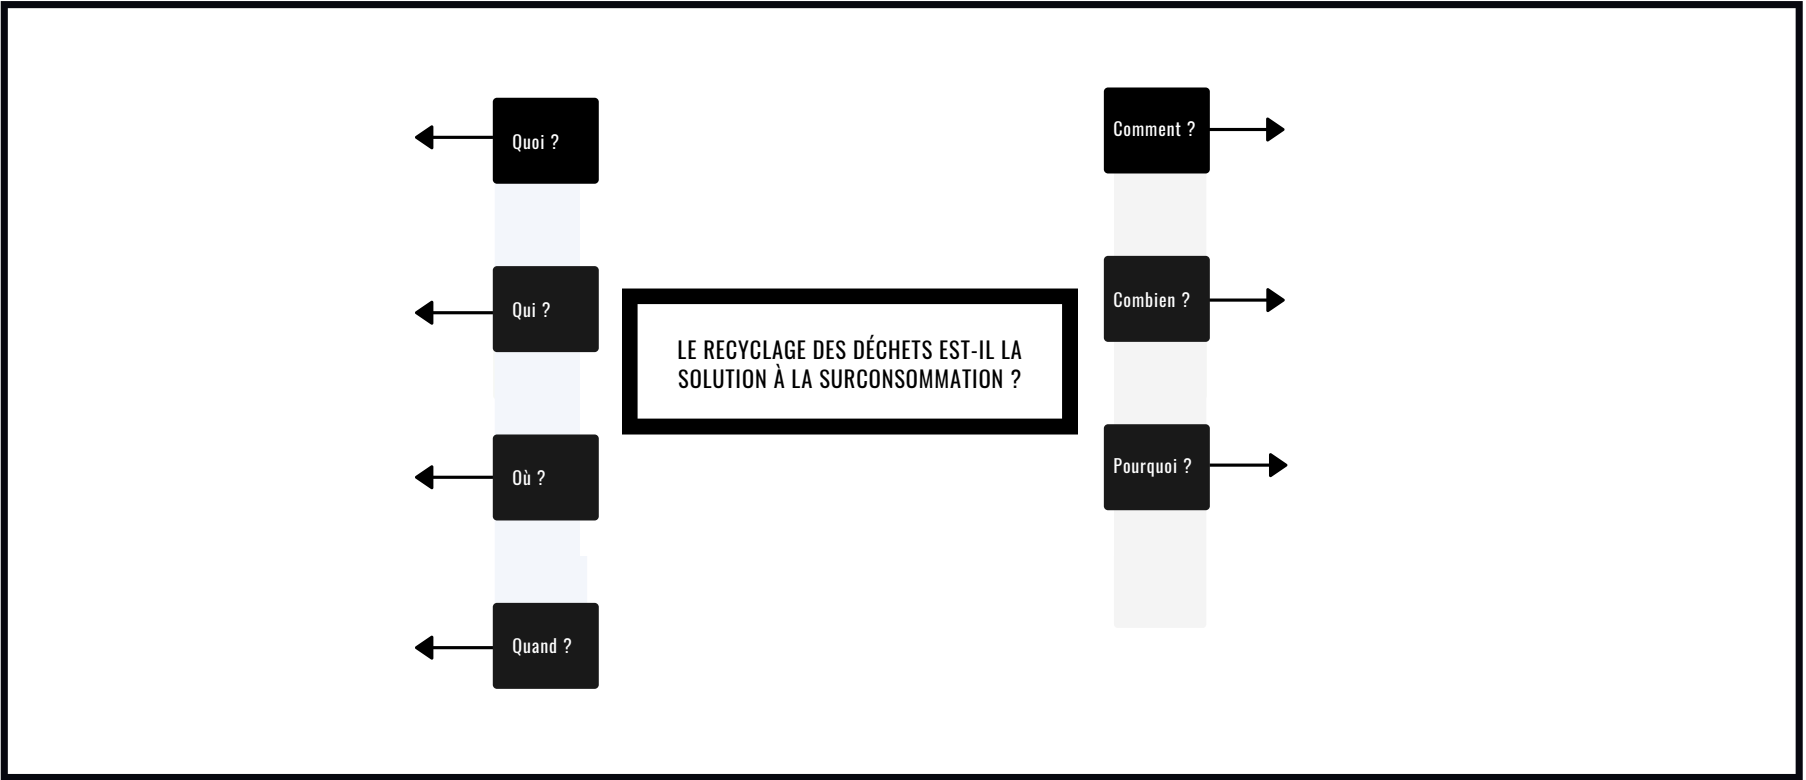 Quoi ?
Qui ?
Où ?
Quand ?
LE RECYCLAGE DES DÉCHETS EST-IL LA
SOLUTION À LA SURCONSOMMATION ?
Comment ?
Combien ?
Pourquoi ?